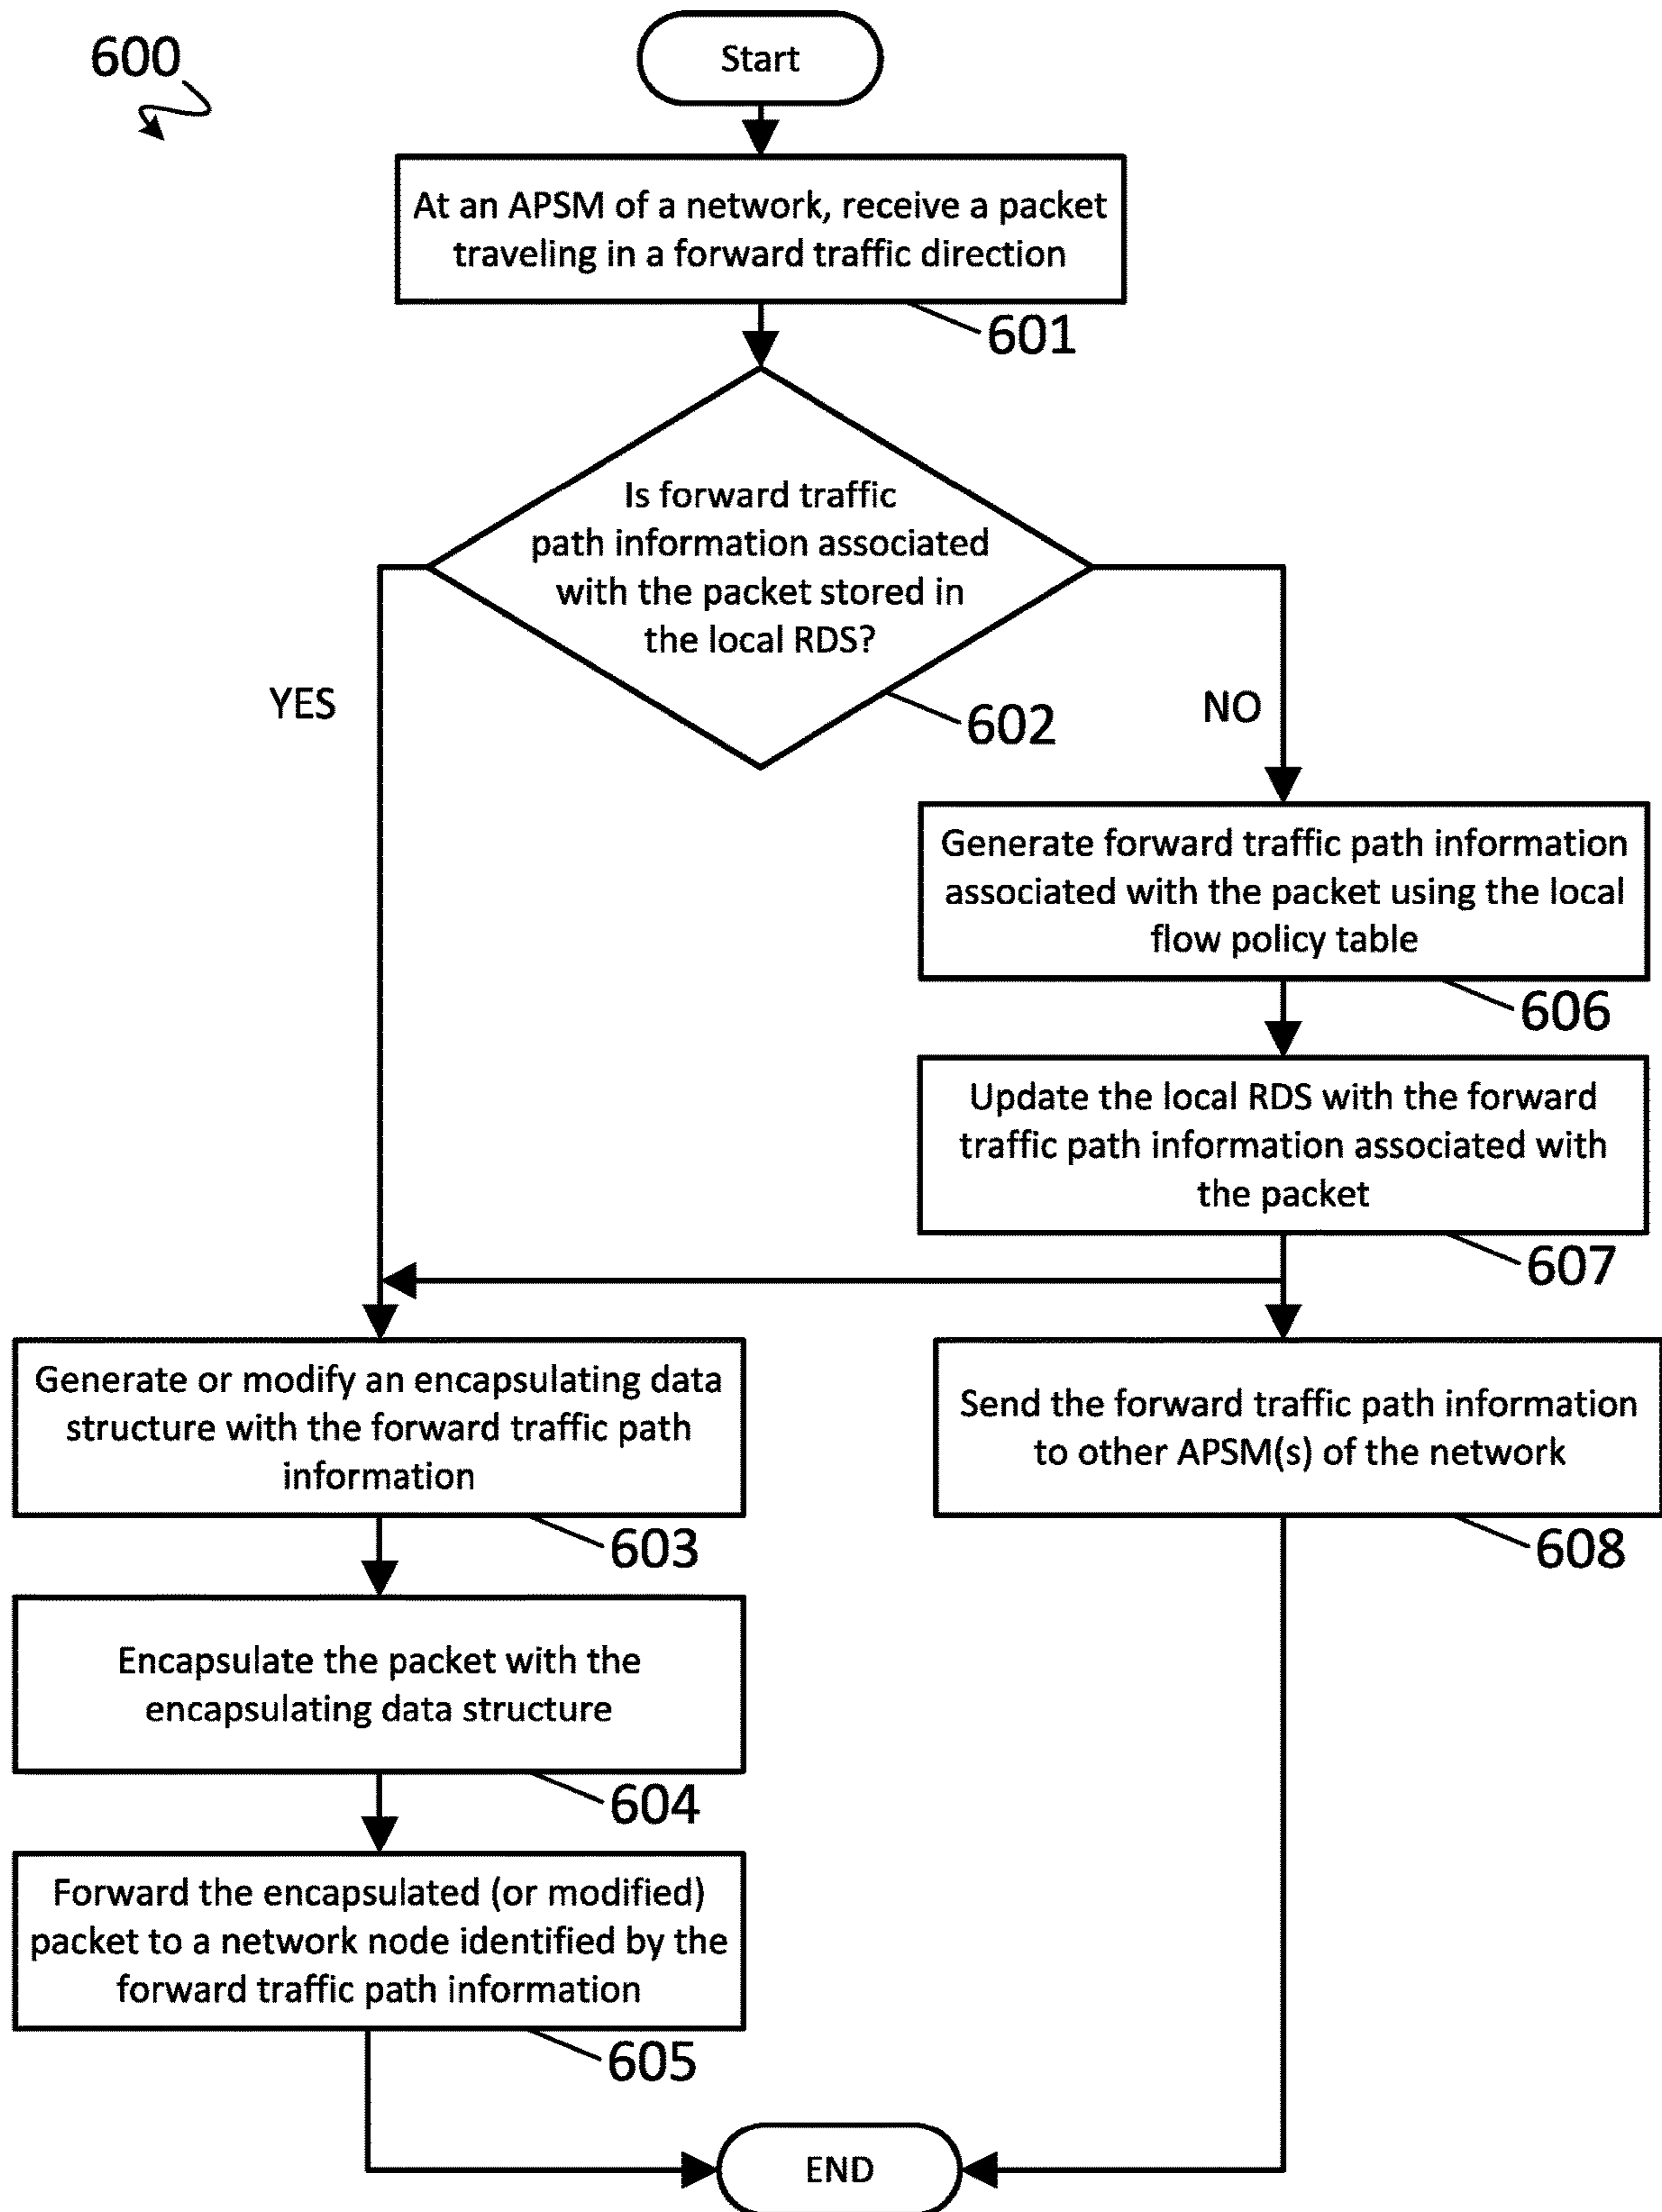 600
Start
At an APSM of a network, receive a packet
traveling in a forward traffic direction
601
Is forward traffic
path information associated
with the packet stored in
the local RDS?
602
YES
NO
Generate forward traffic path information
associated with the packet using the local
flow policy table
606
Update the local RDS with the forward
traffic path information associated with
the packet
607
Generate or modify an encapsulating data
structure with the forward traffic path
information
603
Send the forward traffic path information
to other APSM(s) of the network
608
Encapsulate the packet with the
encapsulating data structure
604
Forward the encapsulated (or modified)
packet to a network node identified by the
forward traffic path information
605
END